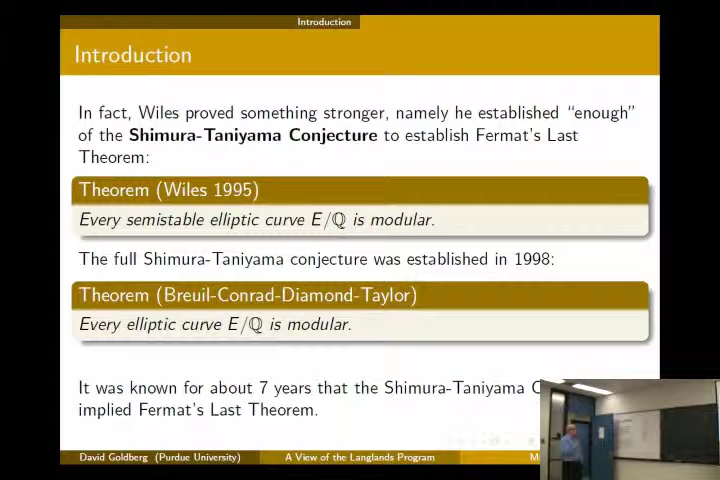 Introduction
Introduction
In fact, Wiles proved something stronger, namely he established “enough”
of the Shimura-Taniyama Conjecture to establish Fermat's Last
Theorem:
Theorem (Wiles 1995)
Every semistable elliptic curve E/ℚ is modular.
The full Shimura-Taniyama conjecture was established in 1998:
Theorem (Breuil-Conrad-Diamond-Taylor)
Every elliptic curve E/ℚ is modular.
It was known for about 7 years that the Shimura-Taniyama
implied Fermat's Last Theorem.
David Goldberg (Purdue University) A View of the Langlands Program